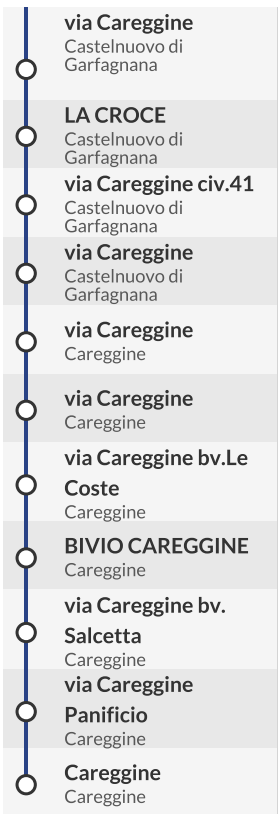 via Careggine
Castelnuovo di
Garfagnana
LA CROCE
Castelnuovo di
Garfagnana
via Careggine civ.41
Castelnuovo di
Garfagnana
via Careggine
Castelnuovo di
Garfagnana
via Careggine
Careggine
via Careggine
Careggine
via Careggine bv.Le
Coste
Careggine
BIVIO CAREGGINE
Careggine
via Careggine bv.
Salcetta
Careggine
via Careggine
Panificio
Careggine
Careggine
Careggine